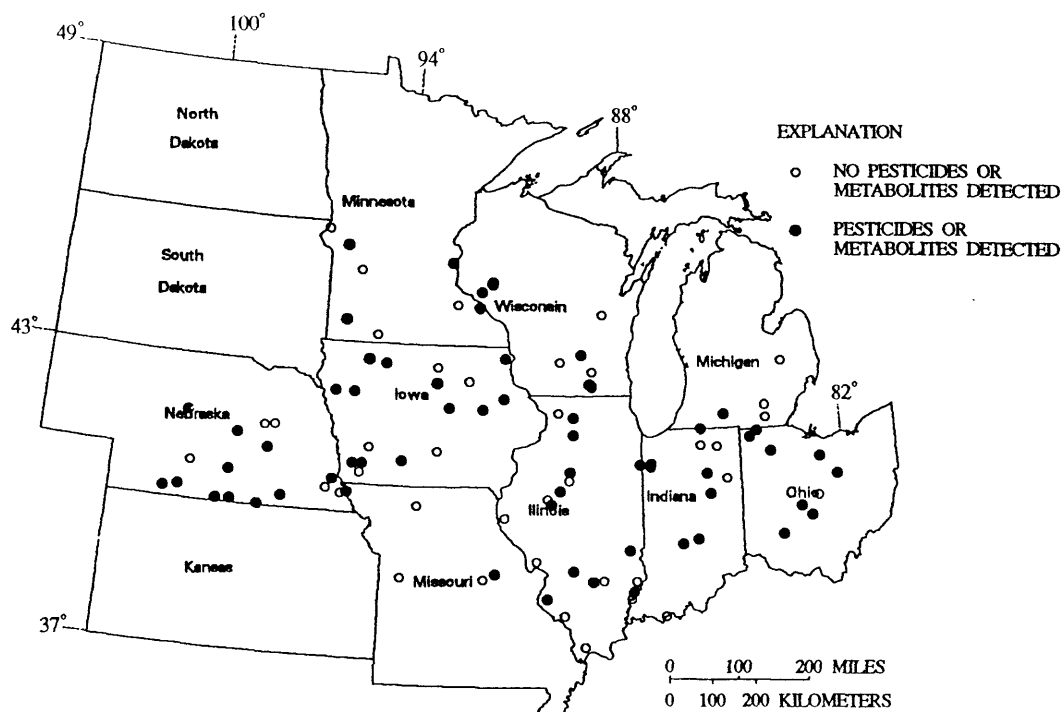 49°
100°
94°
88°
EXPLANATION
NO PESTICIDES OR
METABOLITES DETECTED
PESTICIDES OR
METABOLITES DETECTED
North
Dakota
Minnesota
South
Dakota
Wisconsin
43°
Michigan
Iowa
Nebraska
82°
Illinois
Indiana
Ohio
Kansas
Missouri
37°
0 100 200 MILES
0 100 200 KILOMETERS